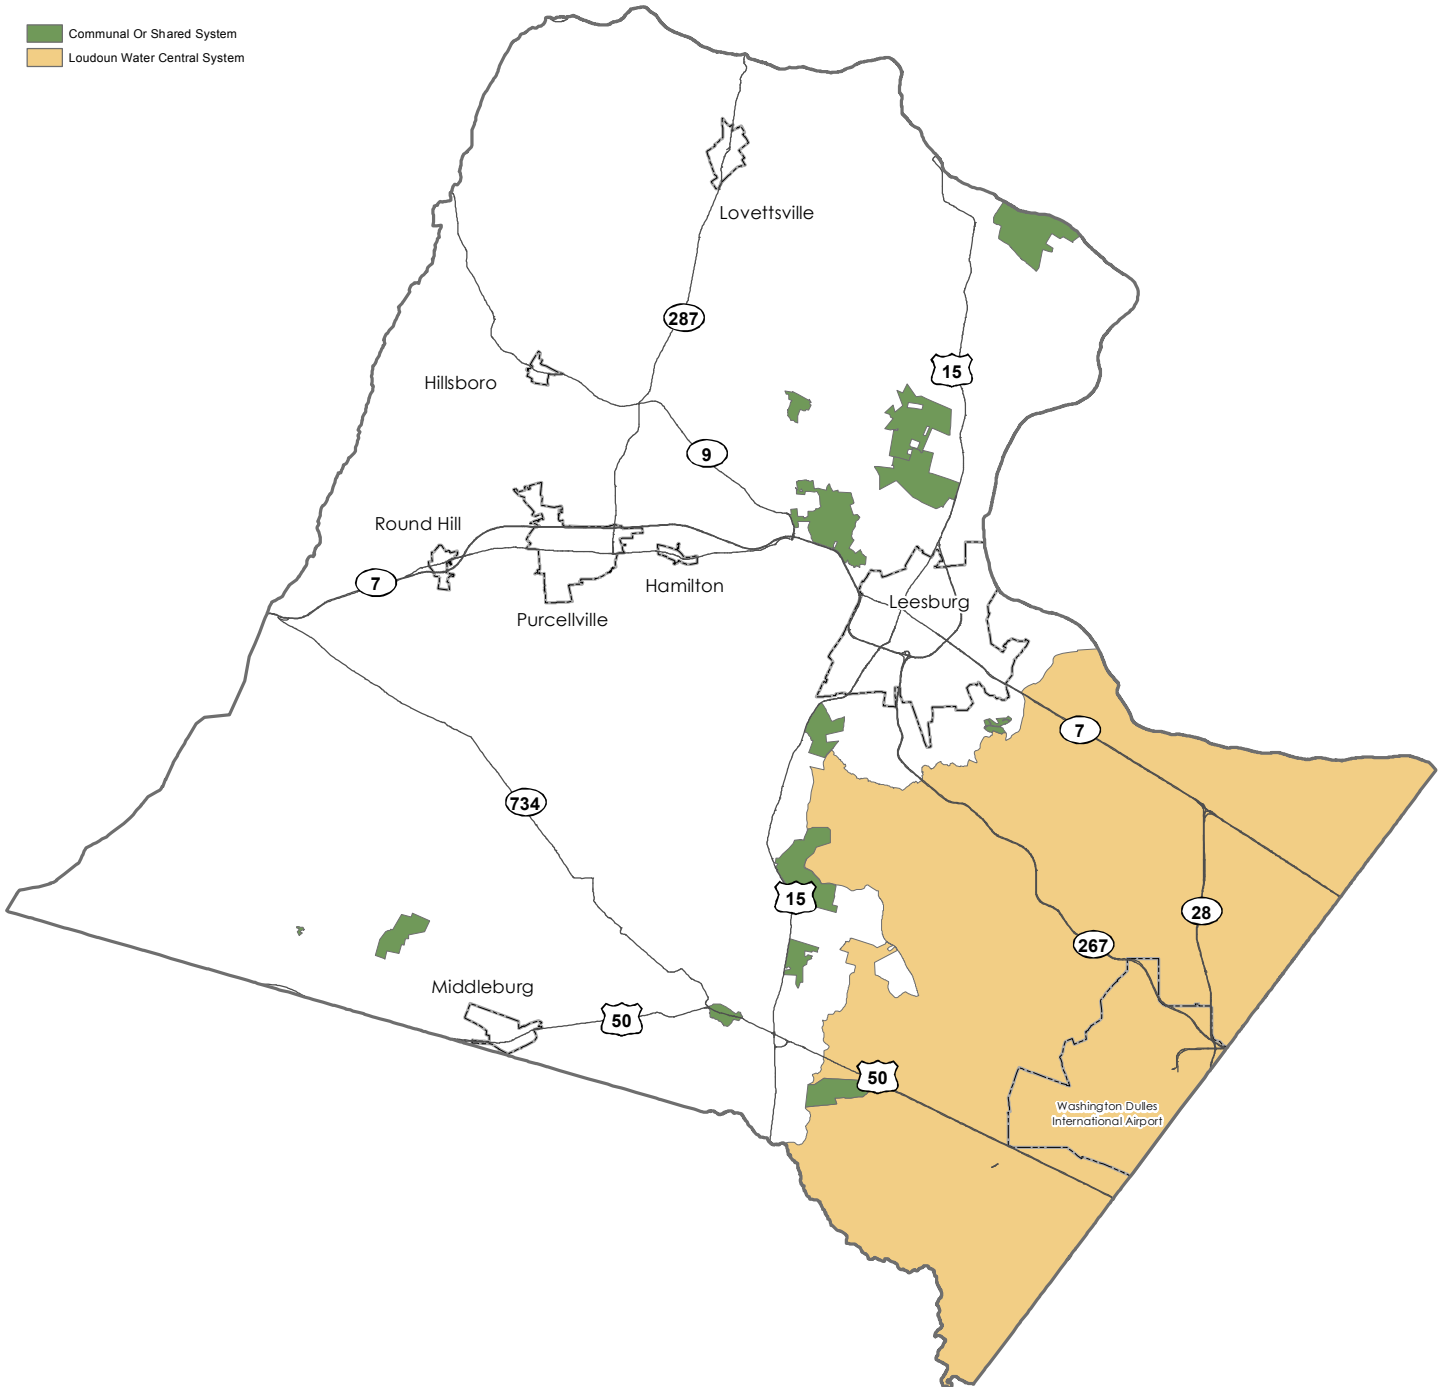 Communal Or Shared System
Loudoun Water Central System
Lovettsville
287
15
Hillsboro
9
Round Hill
7
Hamilton
Purcellville
Leesburg
7
734
15
28
267
Middleburg
50
50
Washington Dulles
International Airport